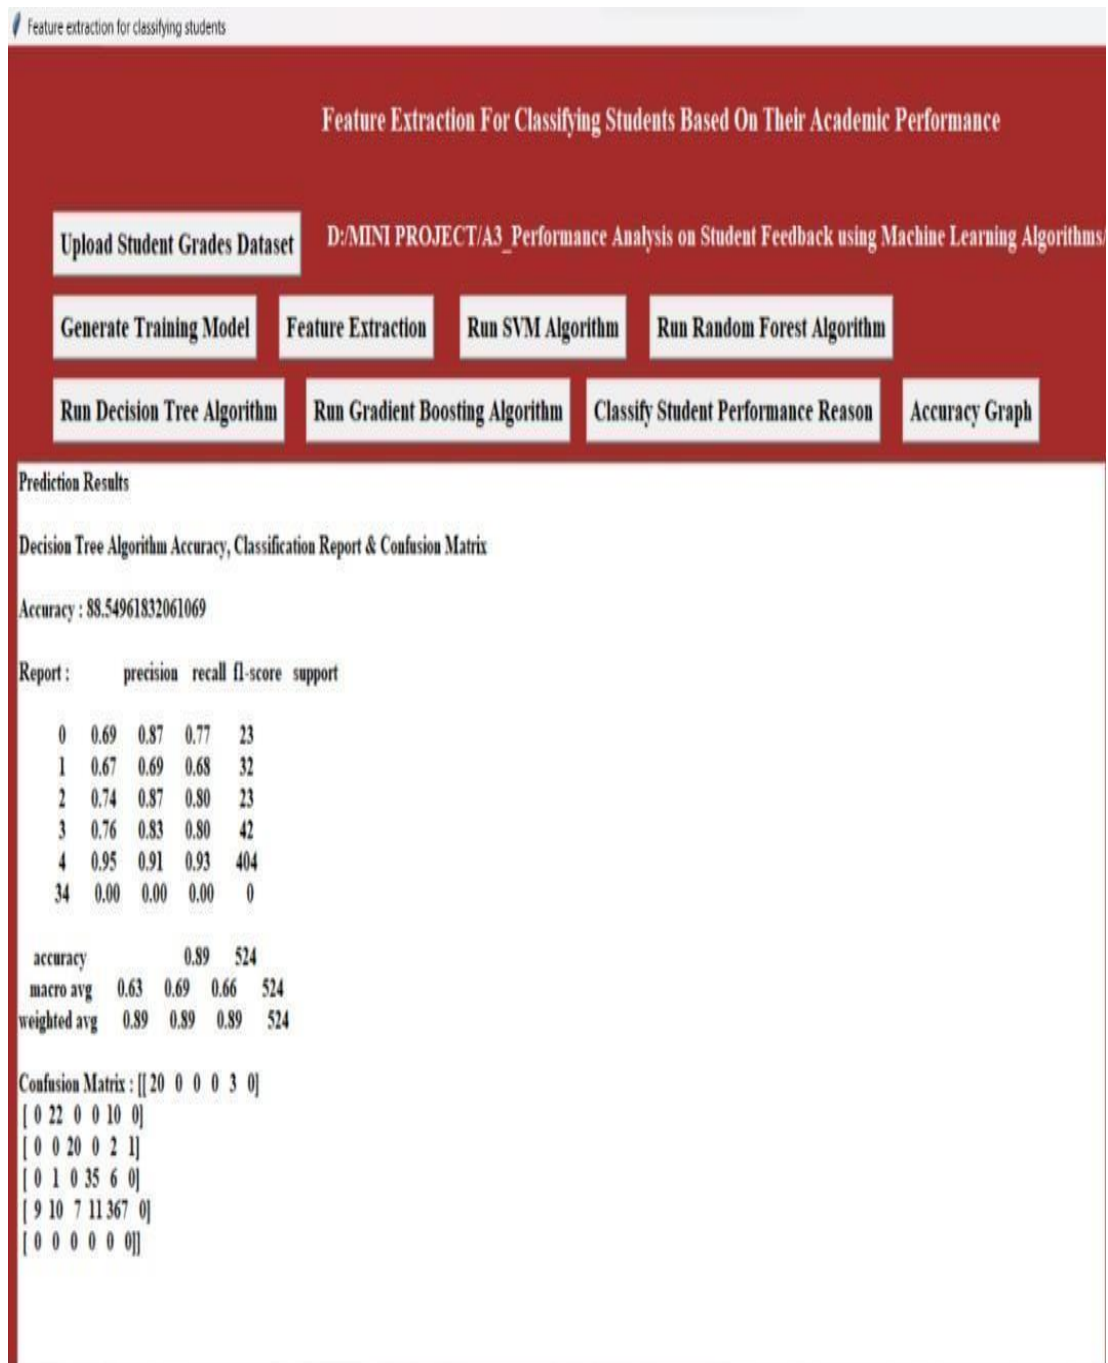 Feature extraction for classifying students
Feature Extraction For Classifying Students Based On Their Academic Performance
Upload Student Grades Dataset D:/MINI PROJECT/A3_Performance Analysis on Student Feedback using Machine Learning Algorithms/
Generate Training Model Feature Extraction Run SVM Algorithm Run Random Forest Algorithm
Run Decision Tree Algorithm Run Gradient Boosting Algorithm Classify Student Performance Reason Accuracy Graph
Prediction Results
Decision Tree Algorithm Accuracy, Classification Report & Confusion Matrix
Accuracy : 88.54961832061069
Report : precision recall f1-score support
0 0.69 0.87 0.77 23
1 0.67 0.69 0.68 32
2 0.74 0.87 0.80 23
3 0.76 0.83 0.80 42
4 0.95 0.91 0.93 404
34 0.00 0.00 0.00 0
accuracy 0.89 524
macro avg 0.63 0.69 0.66 524
weighted avg 0.89 0.89 0.89 524
Confusion Matrix : [[ 20 0 0 0 3 0]
[ 0 22 0 0 10 0]
[ 0 0 20 0 2 1]
[ 0 1 0 35 6 0]
[ 9 10 7 11 367 0]
[ 0 0 0 0 0 0]]